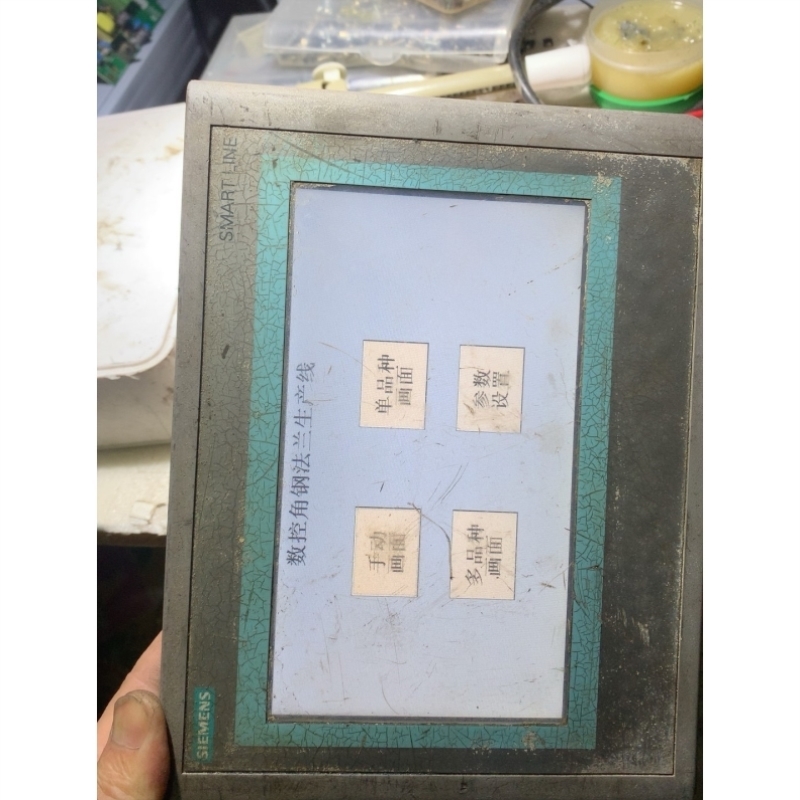 SIEMENS
SMART LINE
数控角钢法兰生产线
手动
画面
单品种
画面
多品种
画面
参数
设置